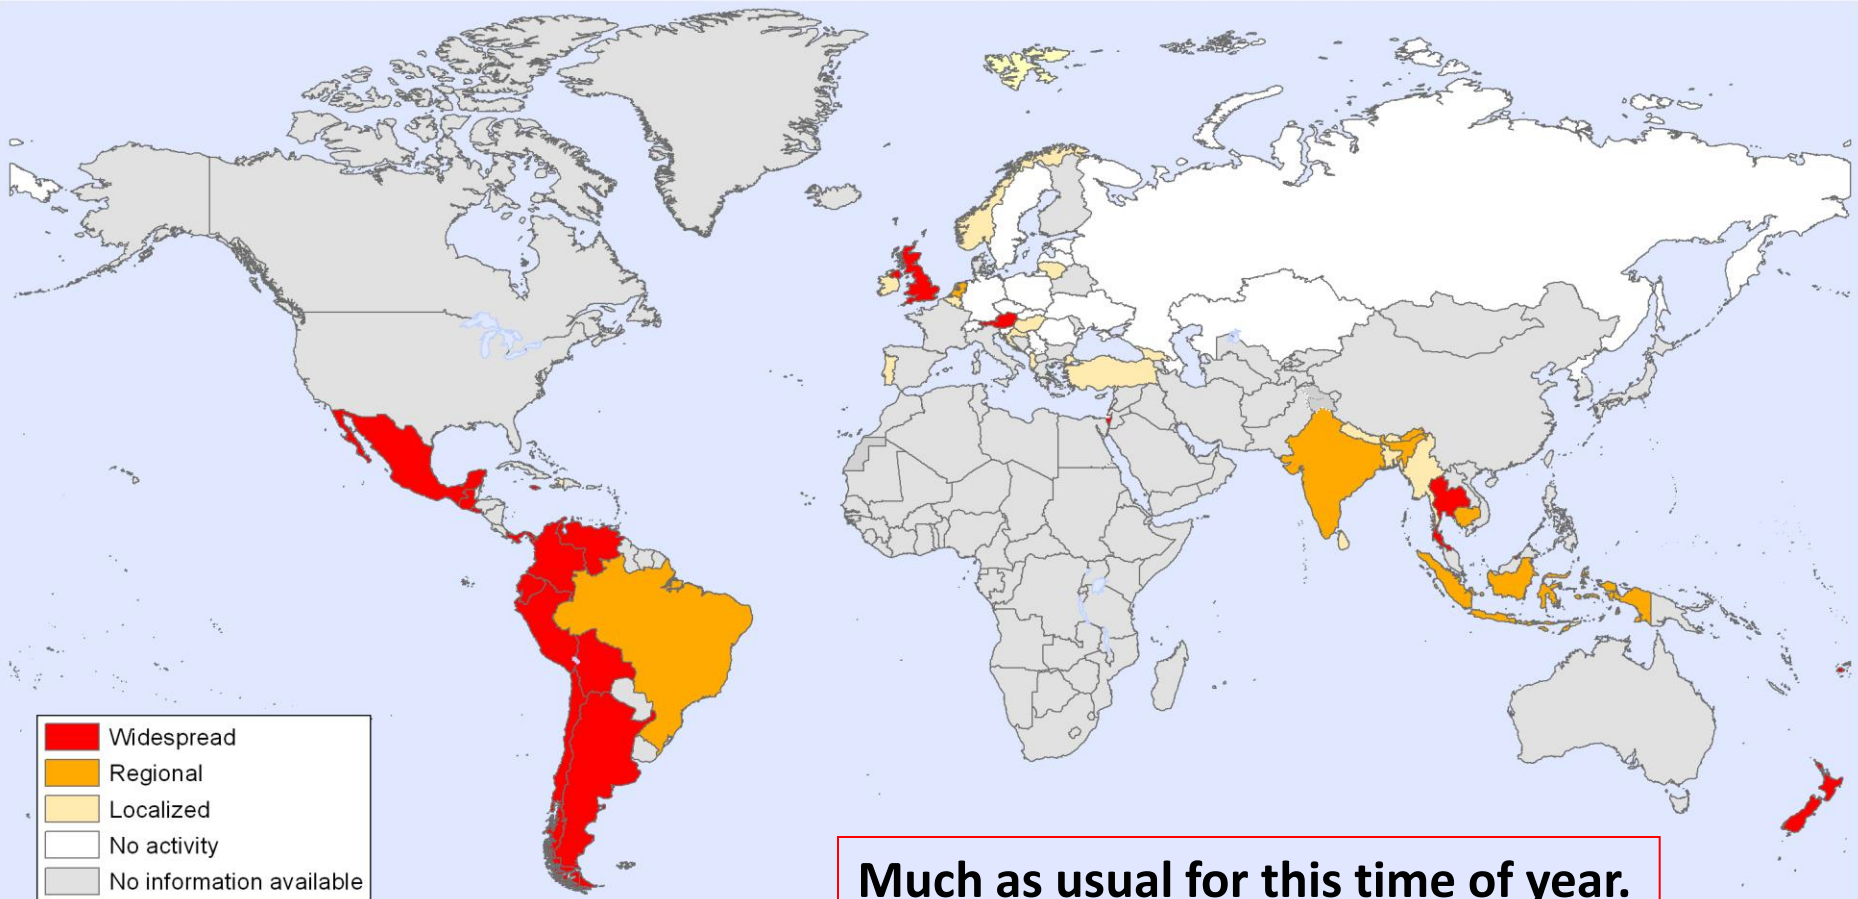 Widespread
Regional
Localized
No activity
No information available
Much as usual for this time of year.